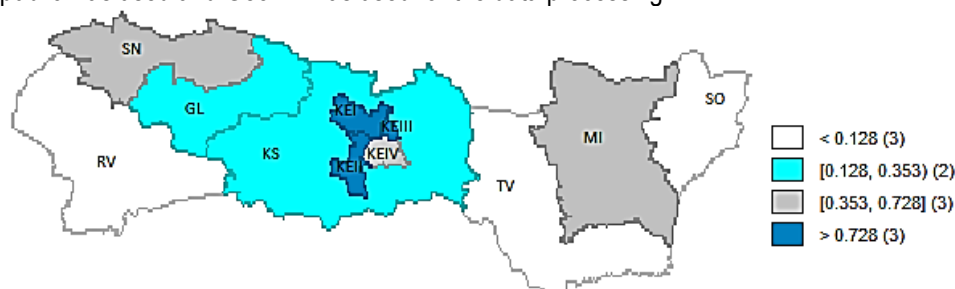 SN
GL
RV
KS
KEI
KEIII
KEII
KEIV
TV
MI
SO
< 0.128 (3)
[0.128, 0.353) (2)
[0.353, 0.728] (3)
> 0.728 (3)